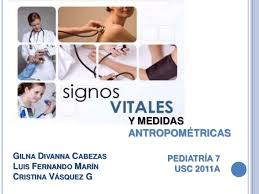 signos
VITALES
Y MEDIDAS
ANTROPOMÉTRICAS
GILNA DIVANNA CABEZAS
LUIS FERNANDO MARÍN
CRISTINA VÁSQUEZ G
PEDIATRÍA 7
USC 2011A